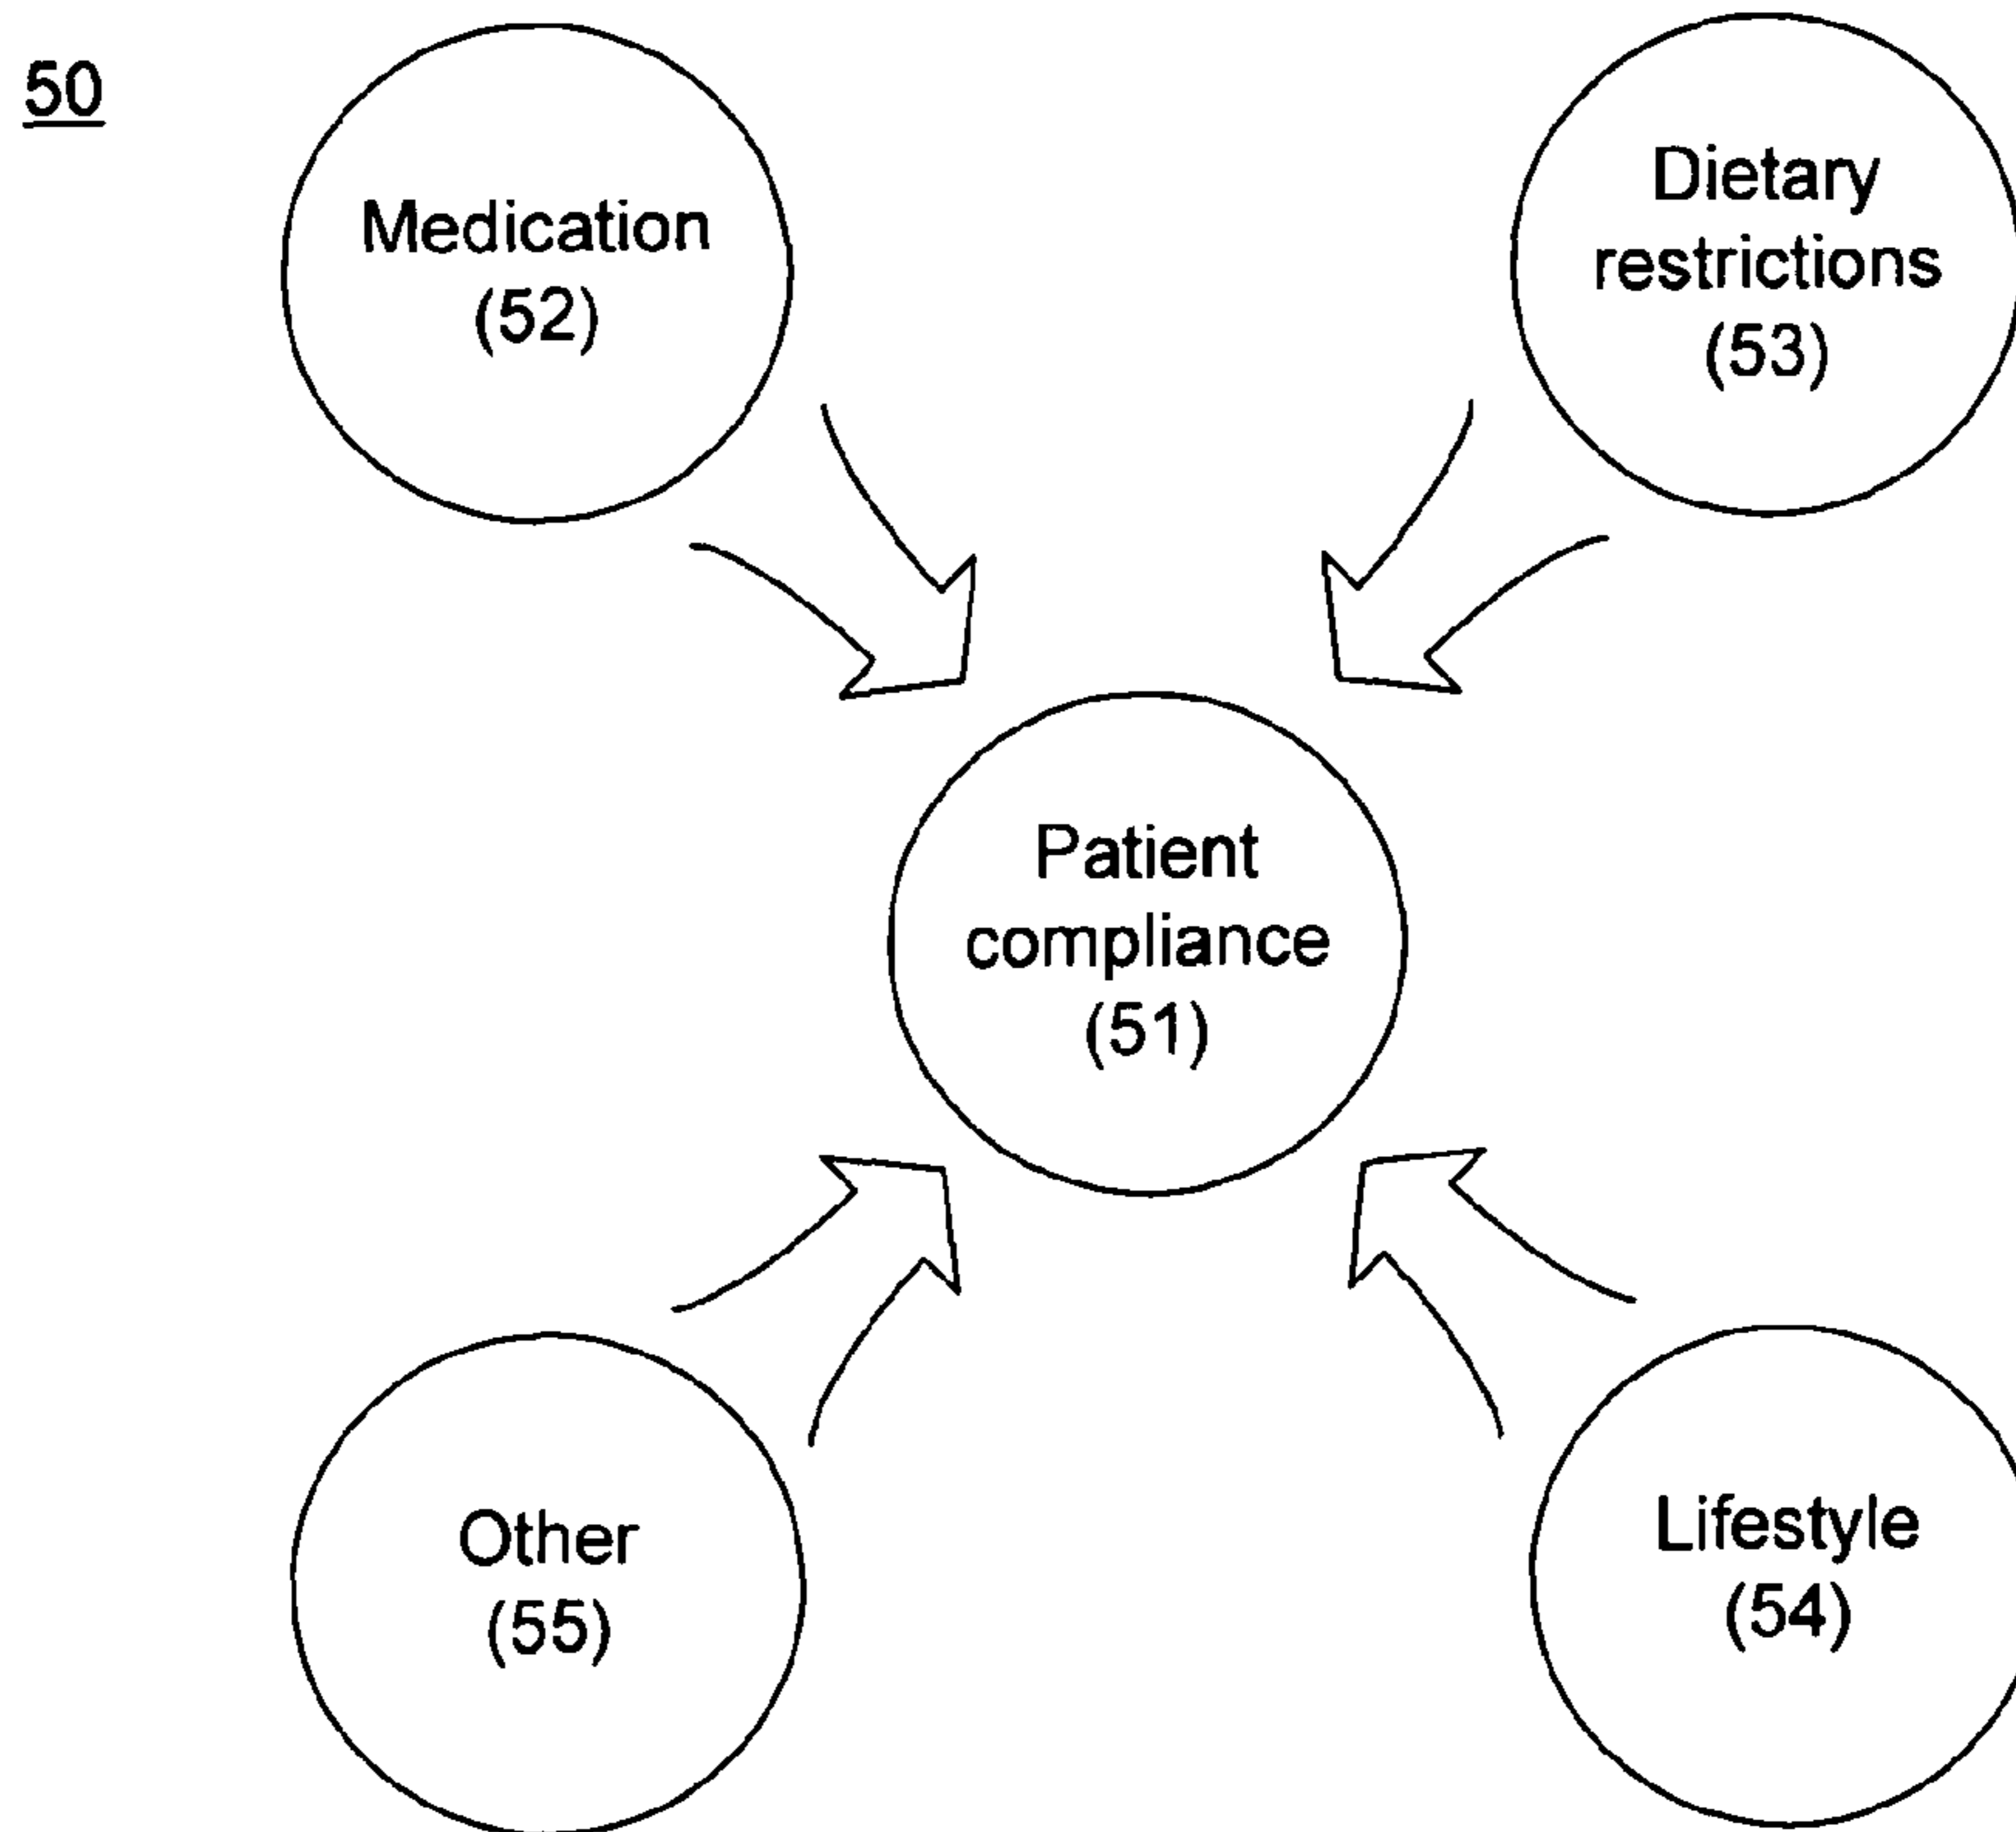 50
Medication
(52)
Dietary
restrictions
(53)
Patient
compliance
(51)
Other
(55)
Lifestyle
(54)